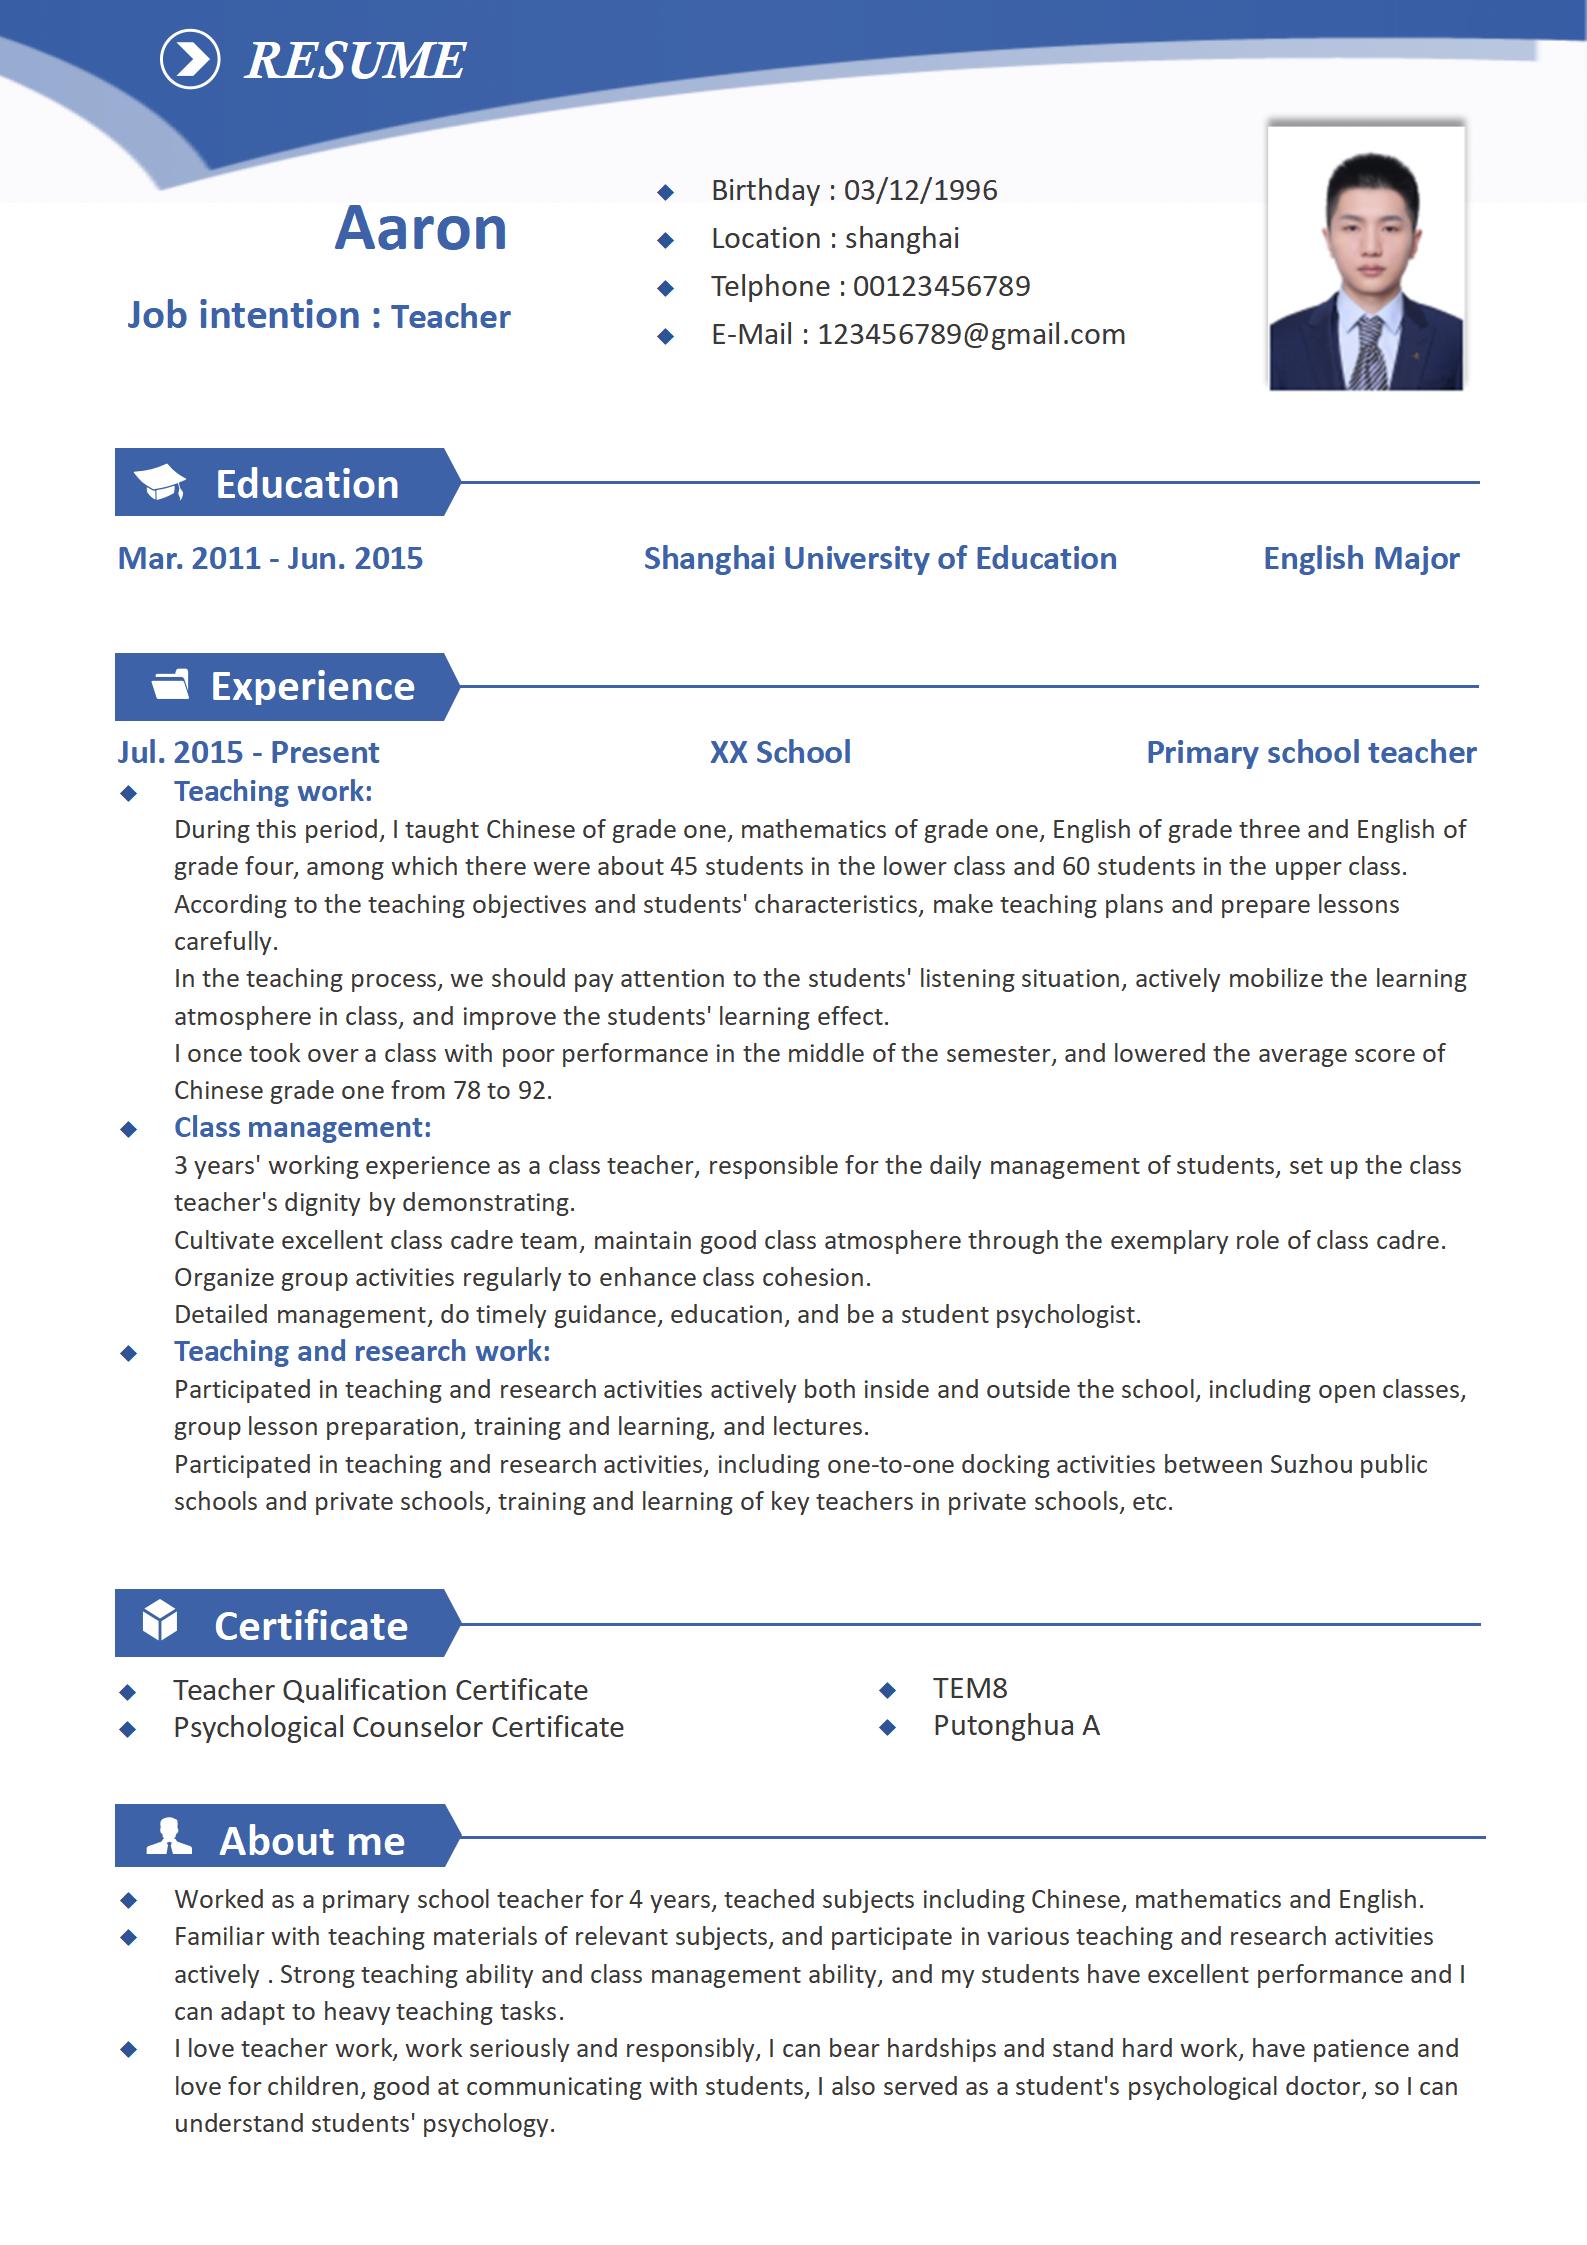 RESUME
Aaron
Job intention : Teacher
Birthday : 03/12/1996
Location : shanghai
Telphone : 00123456789
E-Mail : 123456789@gmail.com
Education
Mar. 2011 - Jun. 2015 Shanghai University of Education English Major
Experience
Jul. 2015 - Present XX School Primary school teacher
Teaching work:
During this period, I taught Chinese of grade one, mathematics of grade one, English of grade three and English of
grade four, among which there were about 45 students in the lower class and 60 students in the upper class.
According to the teaching objectives and students' characteristics, make teaching plans and prepare lessons
carefully.
In the teaching process, we should pay attention to the students' listening situation, actively mobilize the learning
atmosphere in class, and improve the students' learning effect.
I once took over a class with poor performance in the middle of the semester, and lowered the average score of
Chinese grade one from 78 to 92.
Class management:
3 years' working experience as a class teacher, responsible for the daily management of students, set up the class
teacher's dignity by demonstrating.
Cultivate excellent class cadre team, maintain good class atmosphere through the exemplary role of class cadre.
Organize group activities regularly to enhance class cohesion.
Detailed management, do timely guidance, education, and be a student psychologist.
Teaching and research work:
Participated in teaching and research activities actively both inside and outside the school, including open classes,
group lesson preparation, training and learning, and lectures.
Participated in teaching and research activities, including one-to-one docking activities between Suzhou public
schools and private schools, training and learning of key teachers in private schools, etc.
Certificate
Teacher Qualification Certificate
Psychological Counselor Certificate
TEM8
Putonghua A
About me
Worked as a primary school teacher for 4 years, teached subjects including Chinese, mathematics and English.
Familiar with teaching materials of relevant subjects, and participate in various teaching and research activities
actively . Strong teaching ability and class management ability, and my students have excellent performance and I
can adapt to heavy teaching tasks.
I love teacher work, work seriously and responsibly, I can bear hardships and stand hard work, have patience and
love for children, good at communicating with students, I also served as a student's psychological doctor, so I can
understand students' psychology.